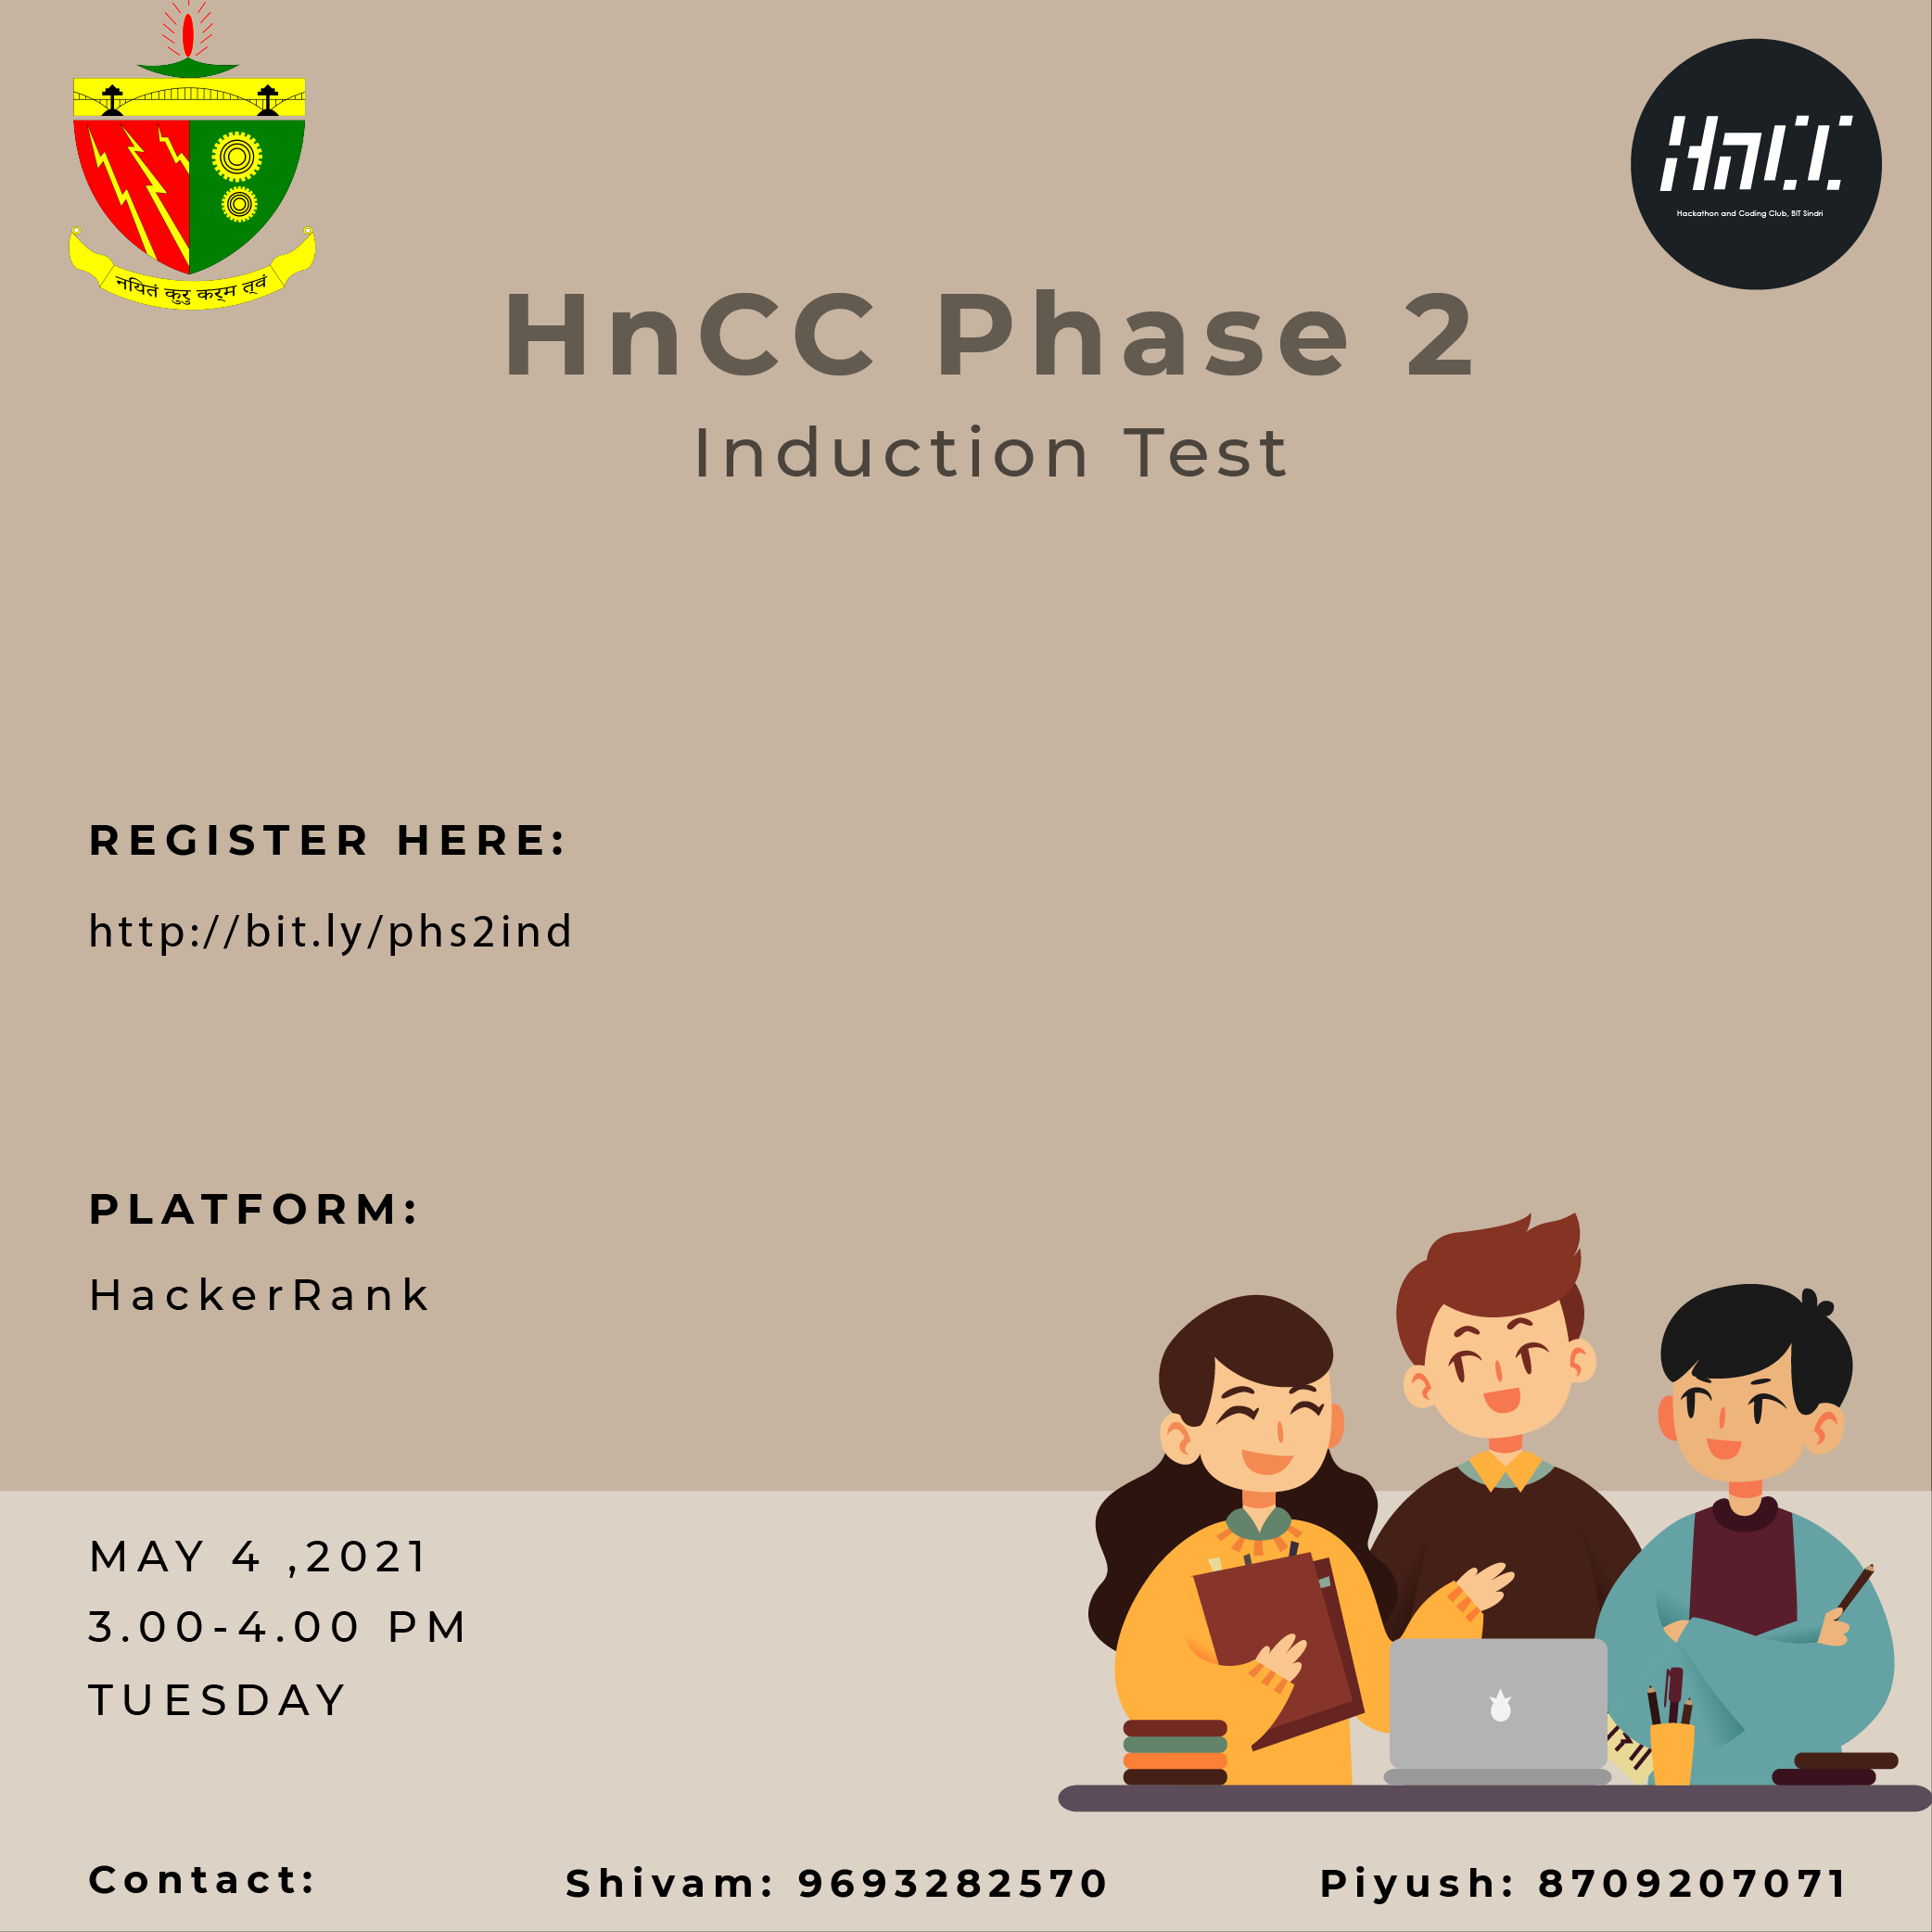 नयितं कुरु कर्म त्वं
HnCC
Hackathon and Coding Club, BIT Sindri
HnCC Phase 2
Induction Test
REGISTER HERE:
http://bit.ly/phs2ind
PLATFORM:
HackerRank
MAY 4 ,2021
3.00-4.00 PM
TUESDAY
Contact:
Shivam: 9693282570
Piyush: 8709207071